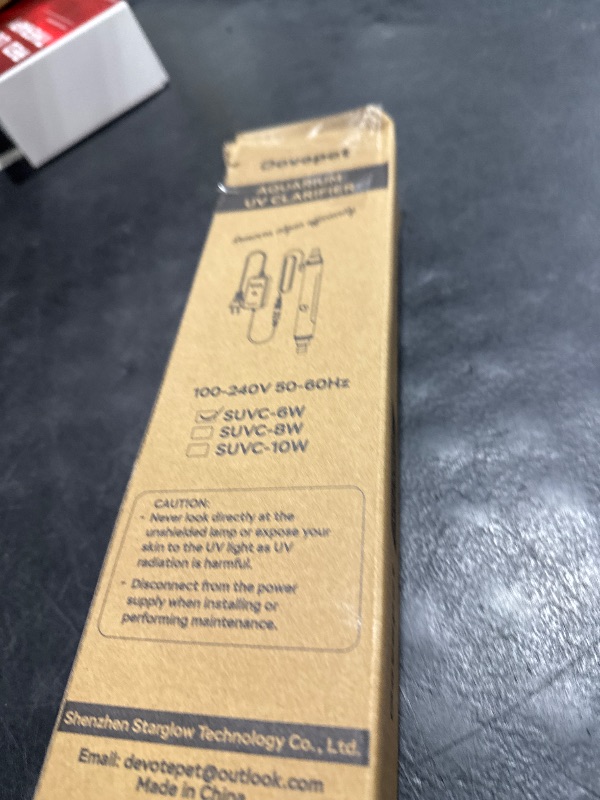 Devopet
AQUARIUM
UV CLARIFIER
100-240V 50-60Hz
SUVC-6W
SUVC-8W
SUVC-10W
CAUTION:
- Never look directly at the
unshielded lamp or expose your
skin to the UV light as UV
radiation is harmful.
- Disconnect from the power
supply when installing or
performing maintenance.
Shenzhen Starglow Technology Co., Ltd.
Email: devotepet@outlook.com
Made in China